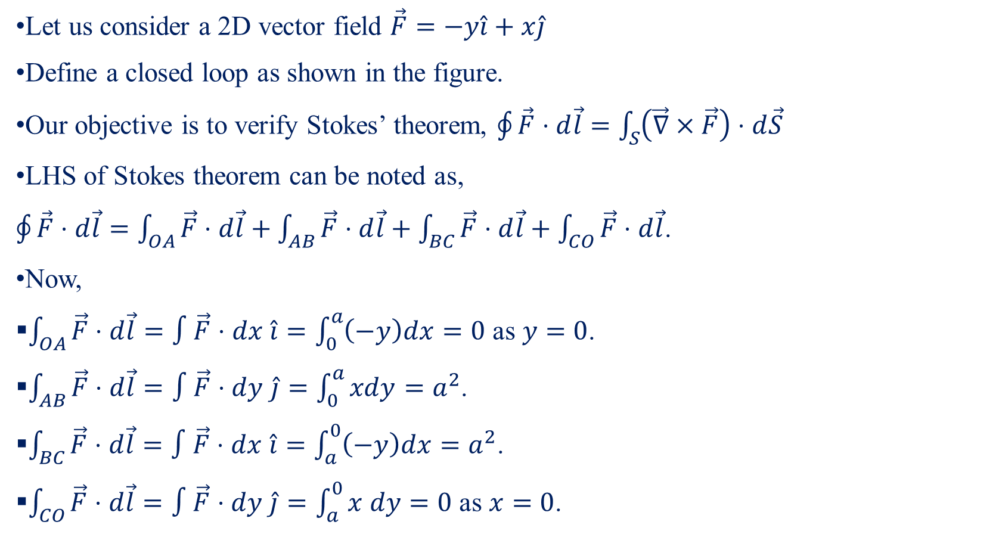 •Let us consider a 2D vector field $\vec{F} = -y\hat{\imath} + x\hat{\jmath}$
•Define a closed loop as shown in the figure.
•Our objective is to verify Stokes’ theorem, $\oint \vec{F} \cdot d\vec{l} = \int_S (\vec{\nabla} \times \vec{F}) \cdot d\vec{S}$
•LHS of Stokes theorem can be noted as,
$\oint \vec{F} \cdot d\vec{l} = \int_{OA} \vec{F} \cdot d\vec{l} + \int_{AB} \vec{F} \cdot d\vec{l} + \int_{BC} \vec{F} \cdot d\vec{l} + \int_{CO} \vec{F} \cdot d\vec{l}.$
•Now,
▪$\int_{OA} \vec{F} \cdot d\vec{l} = \int \vec{F} \cdot dx\, \hat{\imath} = \int_0^a (-y)dx = 0$ as $y = 0.$
▪$\int_{AB} \vec{F} \cdot d\vec{l} = \int \vec{F} \cdot dy\, \hat{\jmath} = \int_0^a xdy = a^2.$
▪$\int_{BC} \vec{F} \cdot d\vec{l} = \int \vec{F} \cdot dx\, \hat{\imath} = \int_a^0 (-y)dx = a^2.$
▪$\int_{CO} \vec{F} \cdot d\vec{l} = \int \vec{F} \cdot dy\, \hat{\jmath} = \int_a^0 x\, dy = 0$ as $x = 0.$